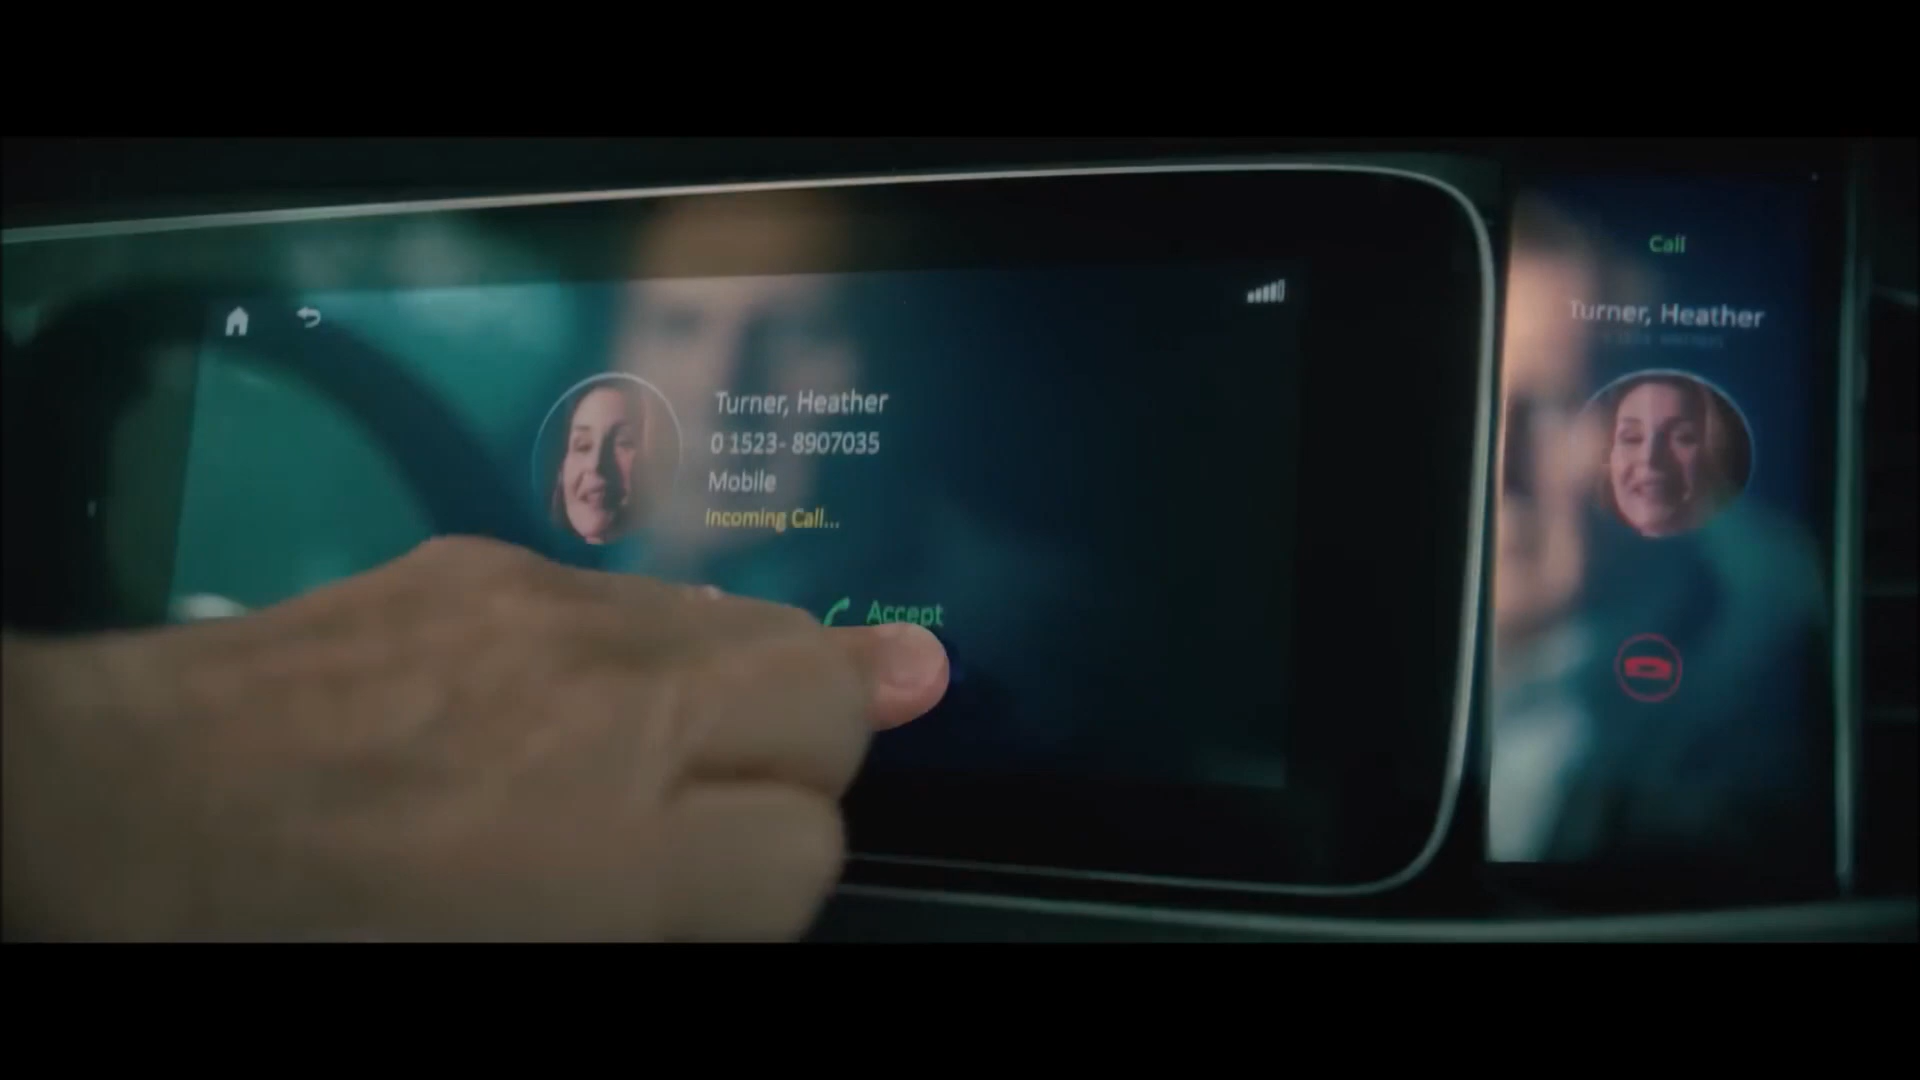 Turner, Heather
0 1523- 8907035
Mobile
Incoming Call...
Accept
Call
Turner, Heather